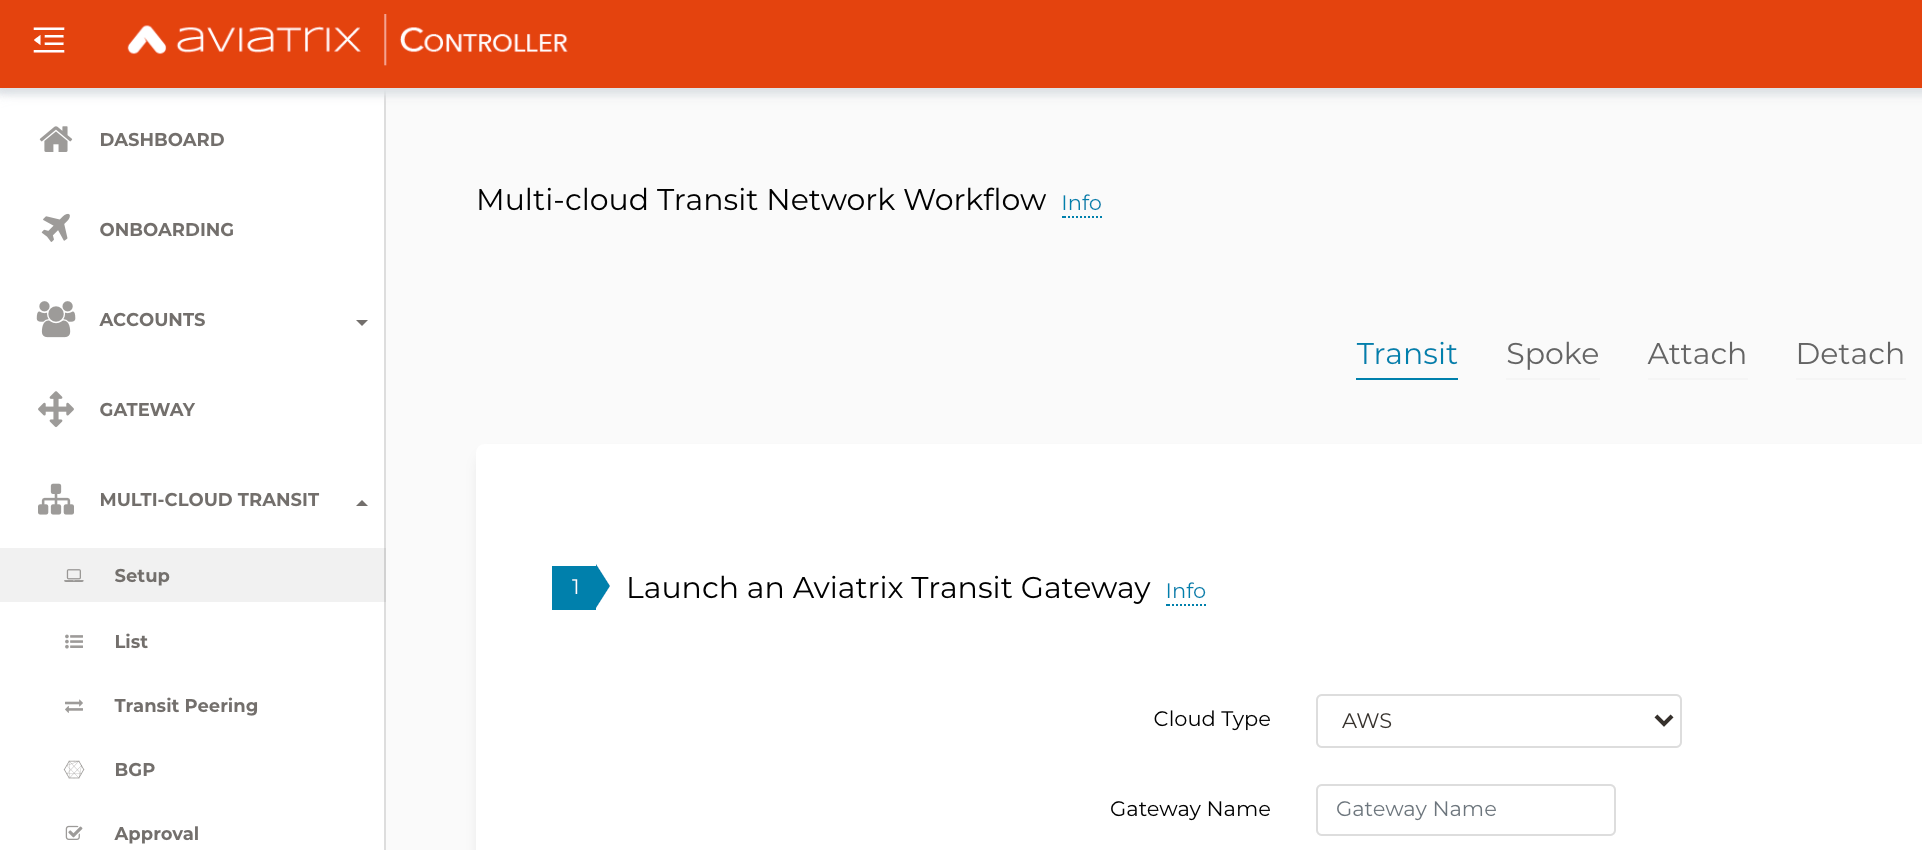 aviatrix CONTROLLER
DASHBOARD
ONBOARDING
ACCOUNTS
GATEWAY
MULTI-CLOUD TRANSIT
Setup
List
Transit Peering
BGP
Approval
Multi-cloud Transit Network Workflow Info
Transit Spoke Attach Detach
1 Launch an Aviatrix Transit Gateway Info
Cloud Type AWS
Gateway Name Gateway Name